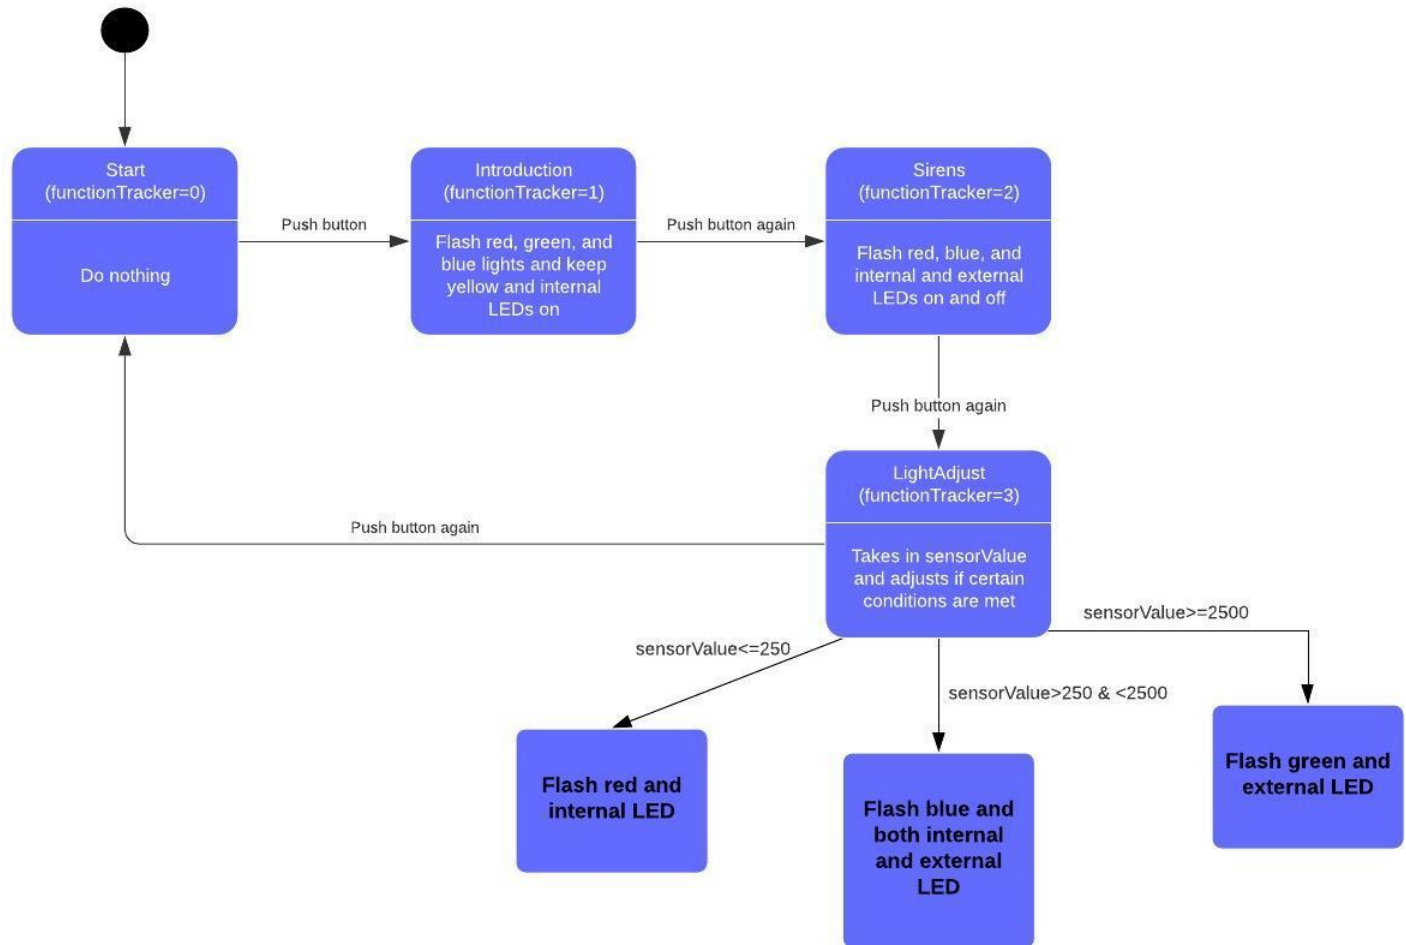 Start
(functionTracker=0)
Do nothing
Push button
Introduction
(functionTracker=1)
Flash red, green, and
blue lights and keep
yellow and internal
LEDs on
Push button again
Sirens
(functionTracker=2)
Flash red, blue, and
internal and external
LEDs on and off
Push button again
LightAdjust
(functionTracker=3)
Takes in sensorValue
and adjusts if certain
conditions are met
Push button again
sensorValue<=250
sensorValue>250 & <2500
sensorValue>=2500
Flash red and
internal LED
Flash blue and
both internal
and external
LED
Flash green and
external LED